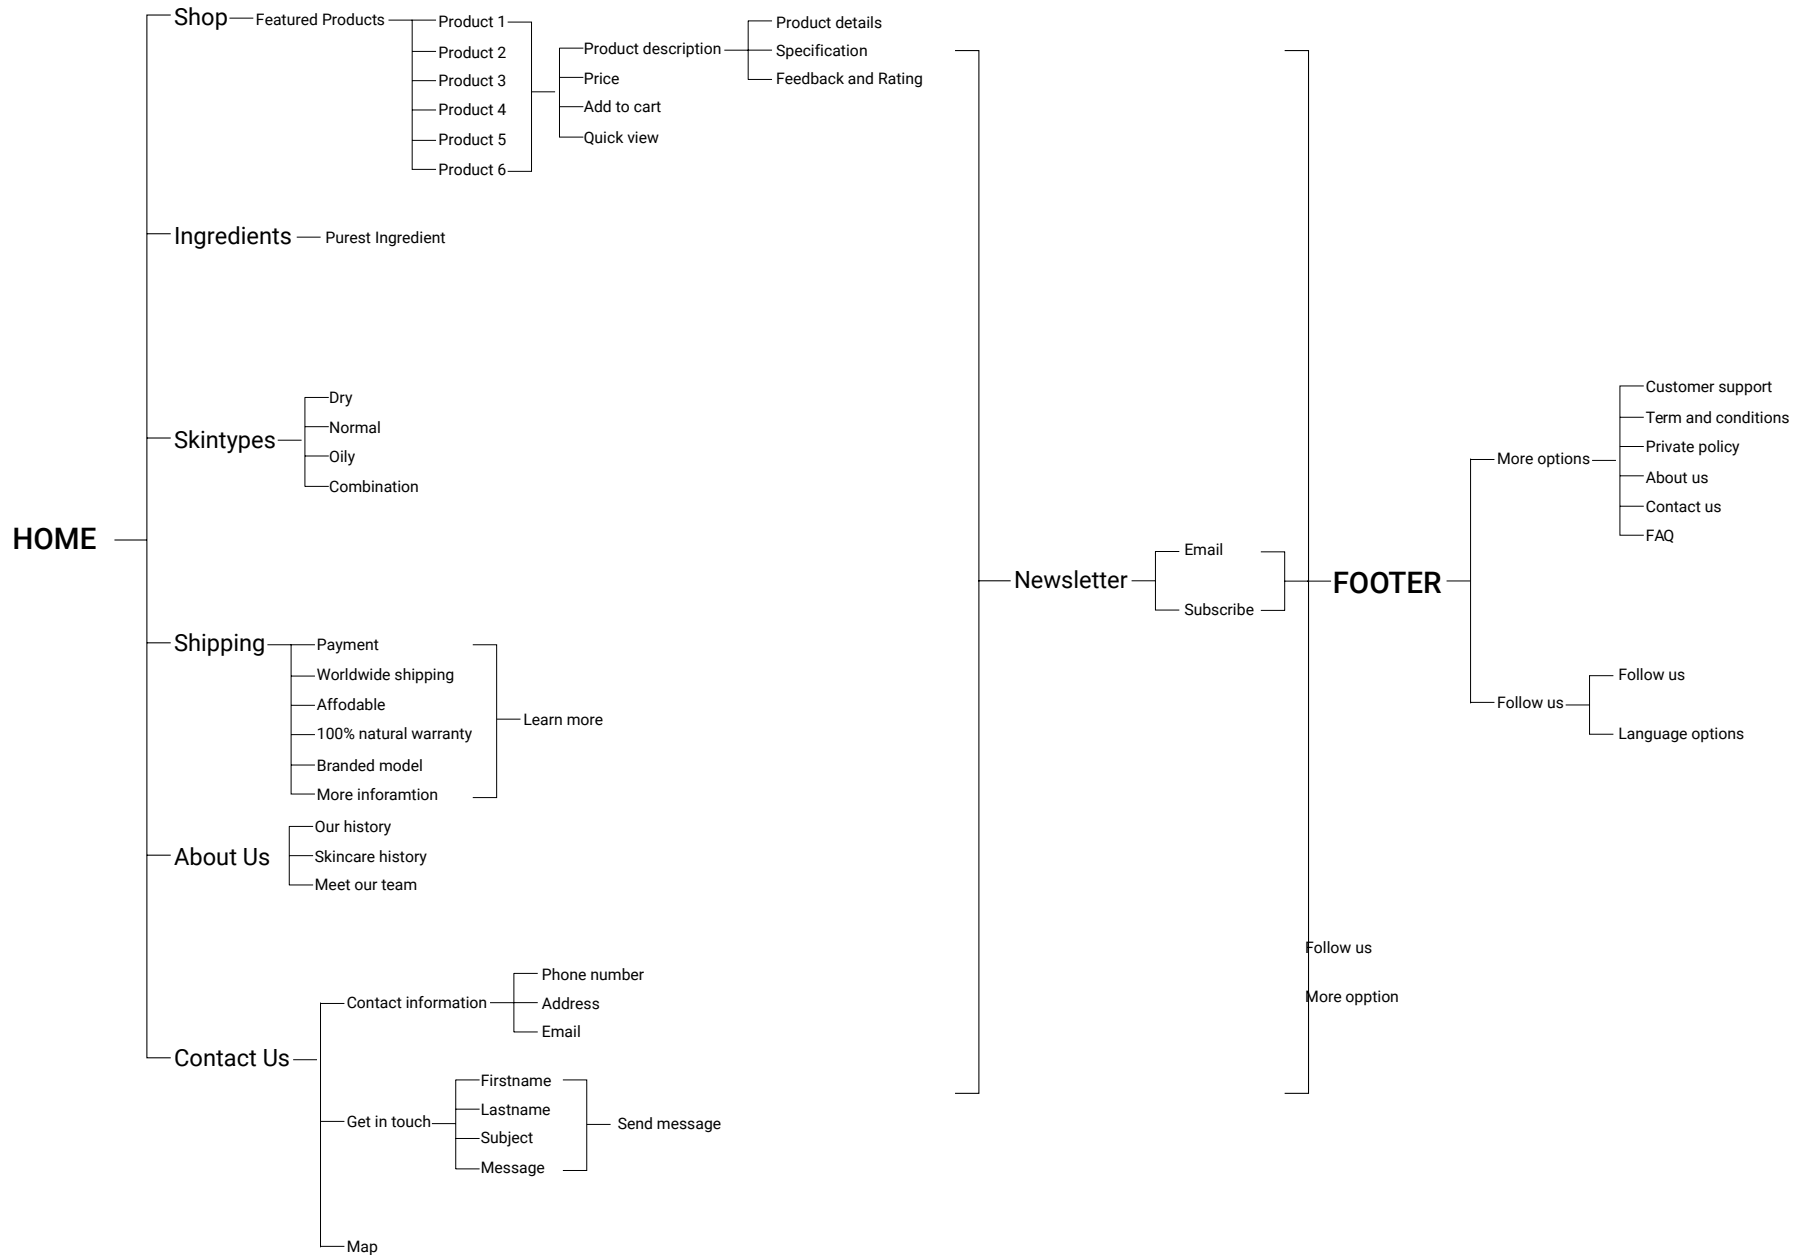 HOME
Shop
Featured Products
Product 1
Product 2
Product 3
Product 4
Product 5
Product 6
Product description
Price
Add to cart
Quick view
Product details
Specification
Feedback and Rating
Ingredients
Purest Ingredient
Skintypes
Dry
Normal
Oily
Combination
Shipping
Payment
Worldwide shipping
Affodable
100% natural warranty
Branded model
More inforamtion
Learn more
About Us
Our history
Skincare history
Meet our team
Contact Us
Contact information
Phone number
Address
Email
Get in touch
Firstname
Lastname
Subject
Message
Send message
Map
Newsletter
Email
Subscribe
FOOTER
More options
Customer support
Term and conditions
Private policy
About us
Contact us
FAQ
Follow us
Follow us
Language options
Follow us
More opption